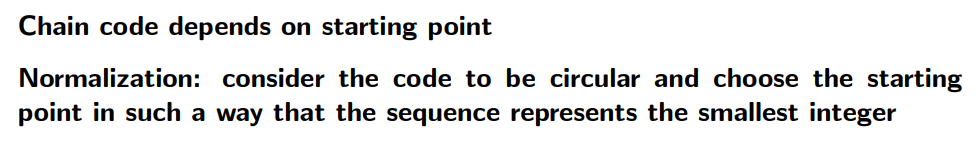 Chain code depends on starting point
Normalization: consider the code to be circular and choose the starting
point in such a way that the sequence represents the smallest integer